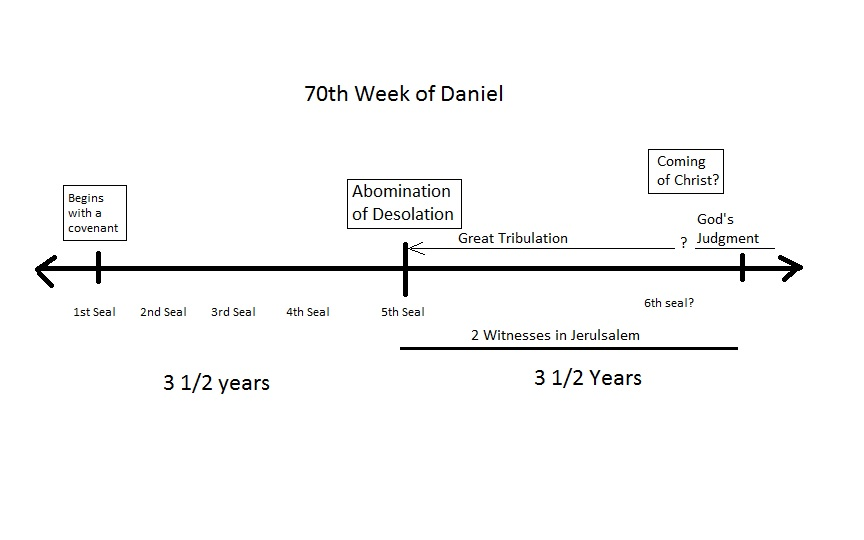 70th Week of Daniel
Coming
of Christ?
Begins
with a
covenant
Abomination
of Desolation
God's
Judgment
Great Tribulation
?
1st Seal
2nd Seal
3rd Seal
4th Seal
5th Seal
6th seal?
2 Witnesses in Jerulsalem
3 1/2 years
3 1/2 Years